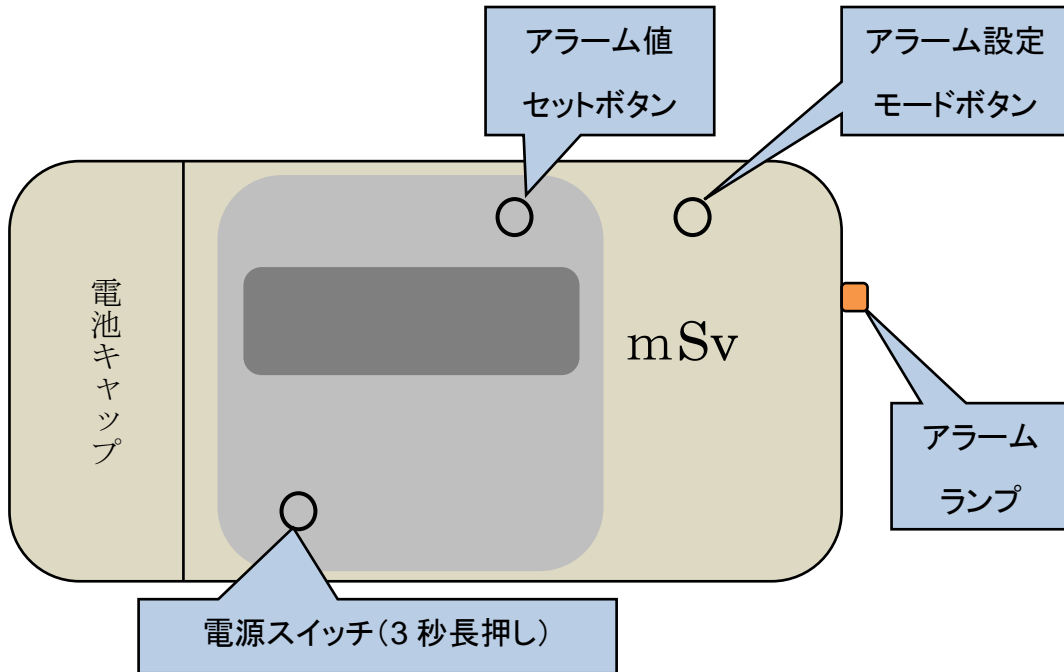 アラーム値
セットボタン
アラーム設定
モードボタン
電池キャップ
mSv
アラーム
ランプ
電源スイッチ(3 秒長押し)